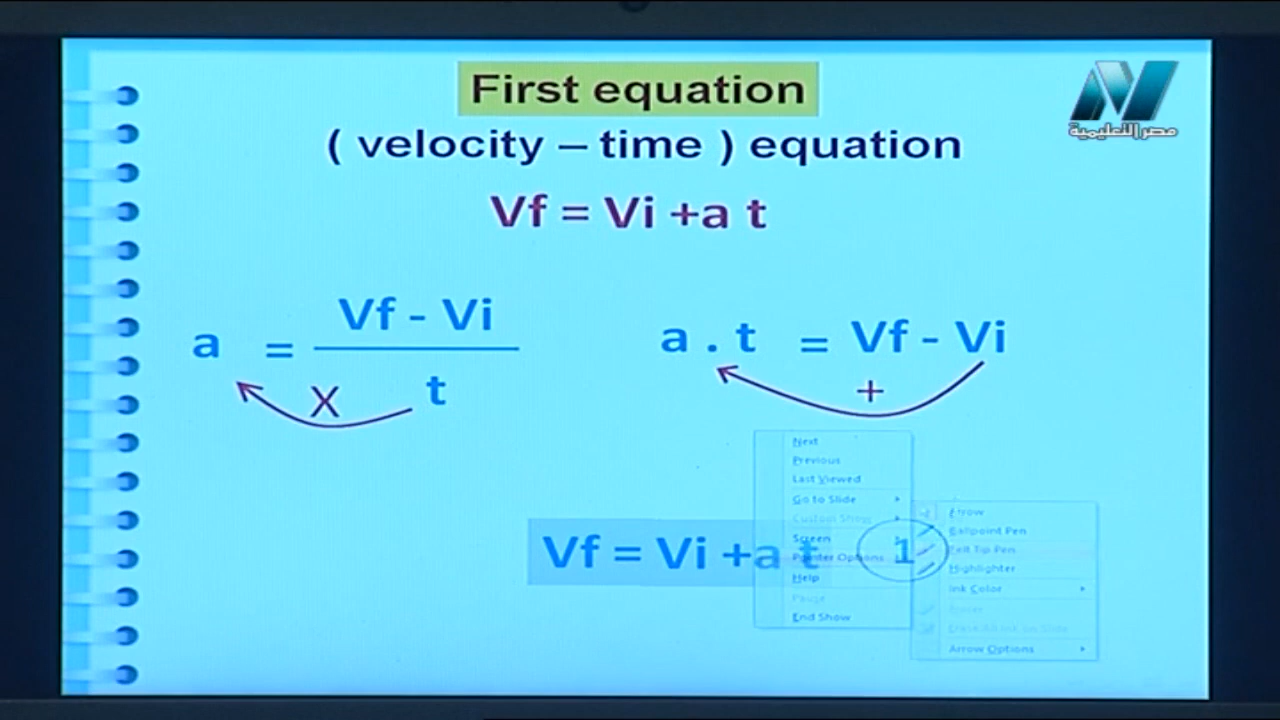 First equation
مصر التعليمية
( velocity – time ) equation
Vf = Vi +a t
a = Vf - Vi
t
X
a . t = Vf - Vi
+
Vf = Vi +a t 1
Next
Previous
Last Viewed
Go to Slide
Custom Show
Screen
Pointer Options
Help
Pause
End Show
Arrow
Ballpoint Pen
Felt Tip Pen
Highlighter
Ink Color
Eraser
Erase All Ink on Slide
Arrow Options